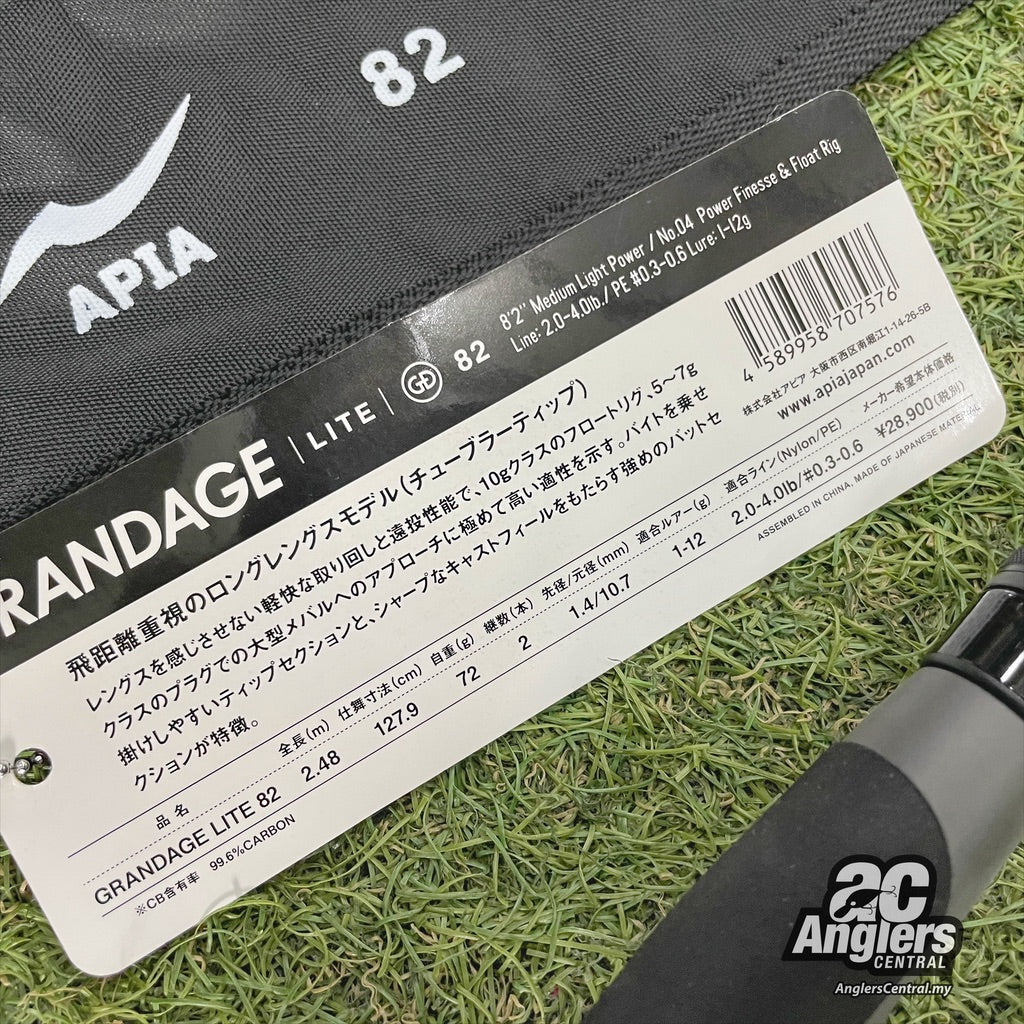 82
APIA
RANDAGE | LITE | GD 82
8'2'' Medium Light Power / No.04 Power Finesse & Float Rig
Line: 2.0-4.0lb. / PE #0.3-0.6 Lure: 1-12g
4 589958 707576
株式会社アピア 大阪市西区南堀江1-14-26-5B
www.apiajapan.com
飛距離重視のロングレングスモデル(チューブラーティップ)
レングスを感じさせない軽快な取り回しと遠投性能で、10gクラスのフロートリグ、5〜7g
クラスのプラグでの大型メバルへのアプローチに極めて高い適性を示す。バイトを乗せ
掛けしやすいティップセクションと、シャープなキャストフィールをもたらす強めのバットセ
クションが特徴。
品名 全長(m) 仕舞寸法(cm) 自重(g) 継数(本) 先径/元径(mm) 適合ルアー(g) 適合ライン(Nylon/PE) メーカー希望本体価格
GRANDAGE LITE 82 2.48 127.9 72 2 1.4/10.7 1-12 2.0-4.0lb/#0.3-0.6 ¥28,900(税別)
※CB含有率 99.6%CARBON
ASSEMBLED IN CHINA, MADE OF JAPANESE MATERIAL
ac
Anglers
CENTRAL
AnglersCentral.my